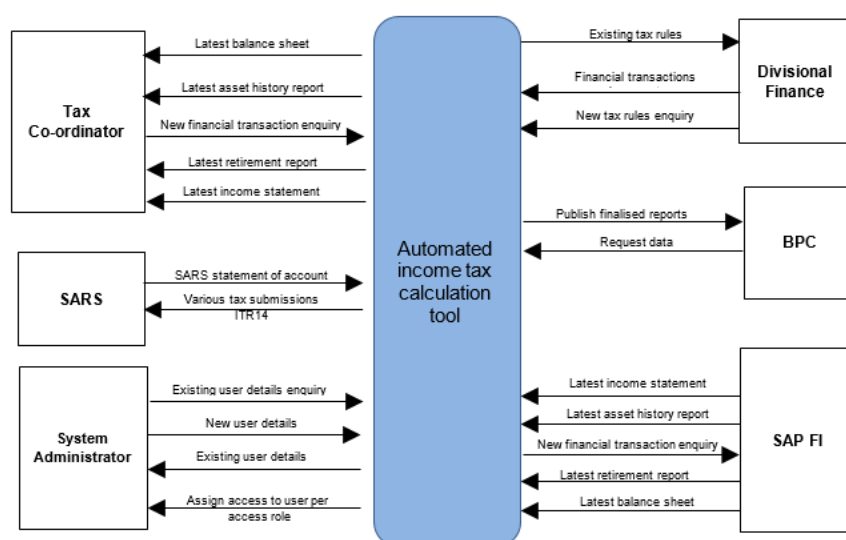 Latest balance sheet
Latest asset history report
Tax
Co-ordinator
New financial transaction enquiry
Latest retirement report
Latest income statement
Existing tax rules
Financial transactions
Divisional
Finance
New tax rules enquiry
Publish finalised reports
Request data
BPC
Automated
income tax
calculation
tool
SARS
SARS statement of account
Various tax submissions
ITR14
Existing user details enquiry
New user details
System
Administrator
Existing user details
Assign access to user per
access role
Latest income statement
Latest asset history report
New financial transaction enquiry
SAP FI
Latest retirement report
Latest balance sheet